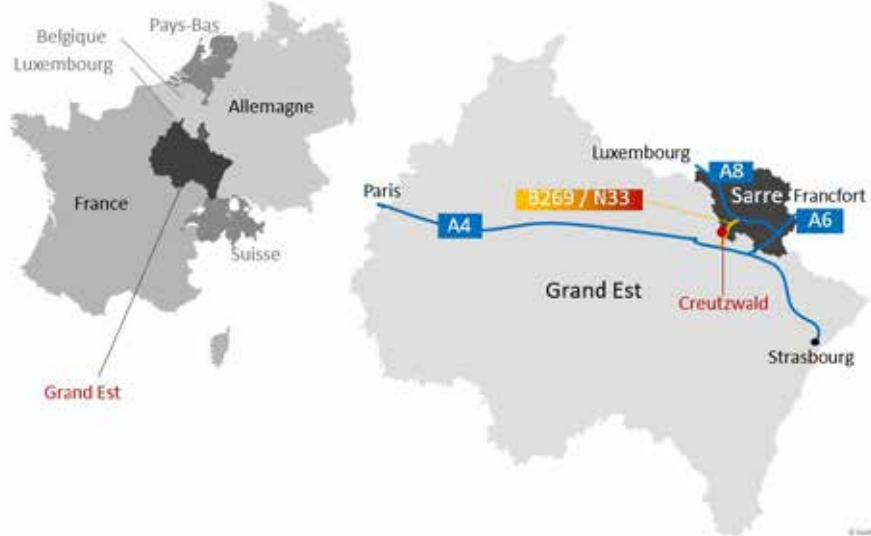 Pays-Bas
Belgique
Luxembourg
Allemagne
France
Suisse
Grand Est
Luxembourg
A8
Paris
B269 / N33
Sarre
Francfort
A4
A6
Grand Est
Creutzwald
Strasbourg